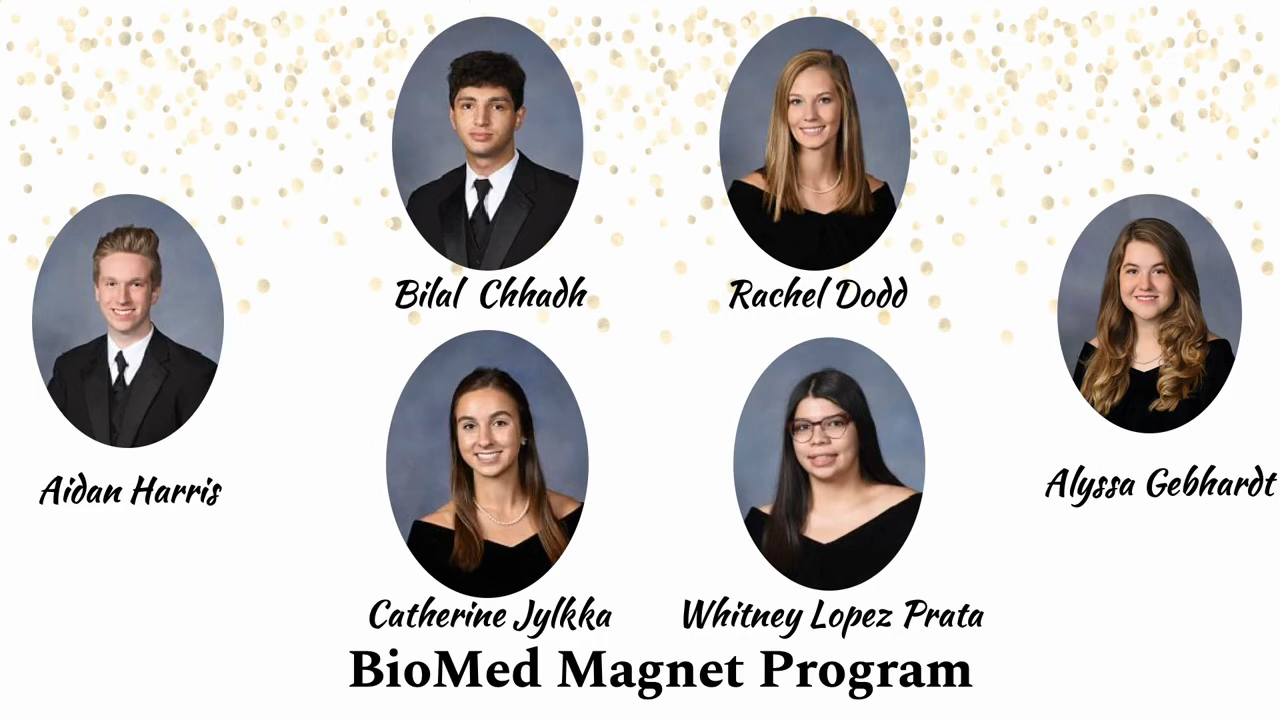 Bilal Chhadh
Rachel Dodd
Aidan Harris
Alyssa Gebhardt
Catherine Jylkka
Whitney Lopez Prata
BioMed Magnet Program